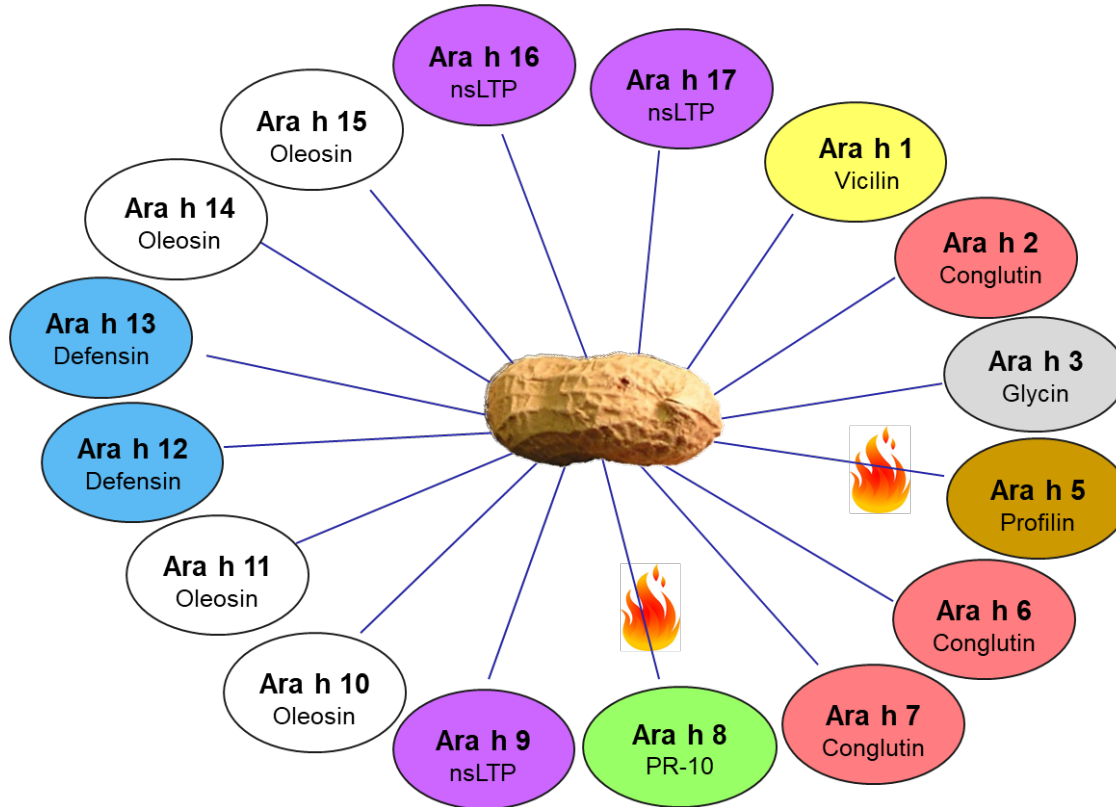 Ara h 16
nsLTP
Ara h 17
nsLTP
Ara h 1
Vicilin
Ara h 2
Conglutin
Ara h 3
Glycin
Ara h 5
Profilin
Ara h 6
Conglutin
Ara h 7
Conglutin
Ara h 8
PR-10
Ara h 9
nsLTP
Ara h 10
Oleosin
Ara h 11
Oleosin
Ara h 12
Defensin
Ara h 13
Defensin
Ara h 14
Oleosin
Ara h 15
Oleosin